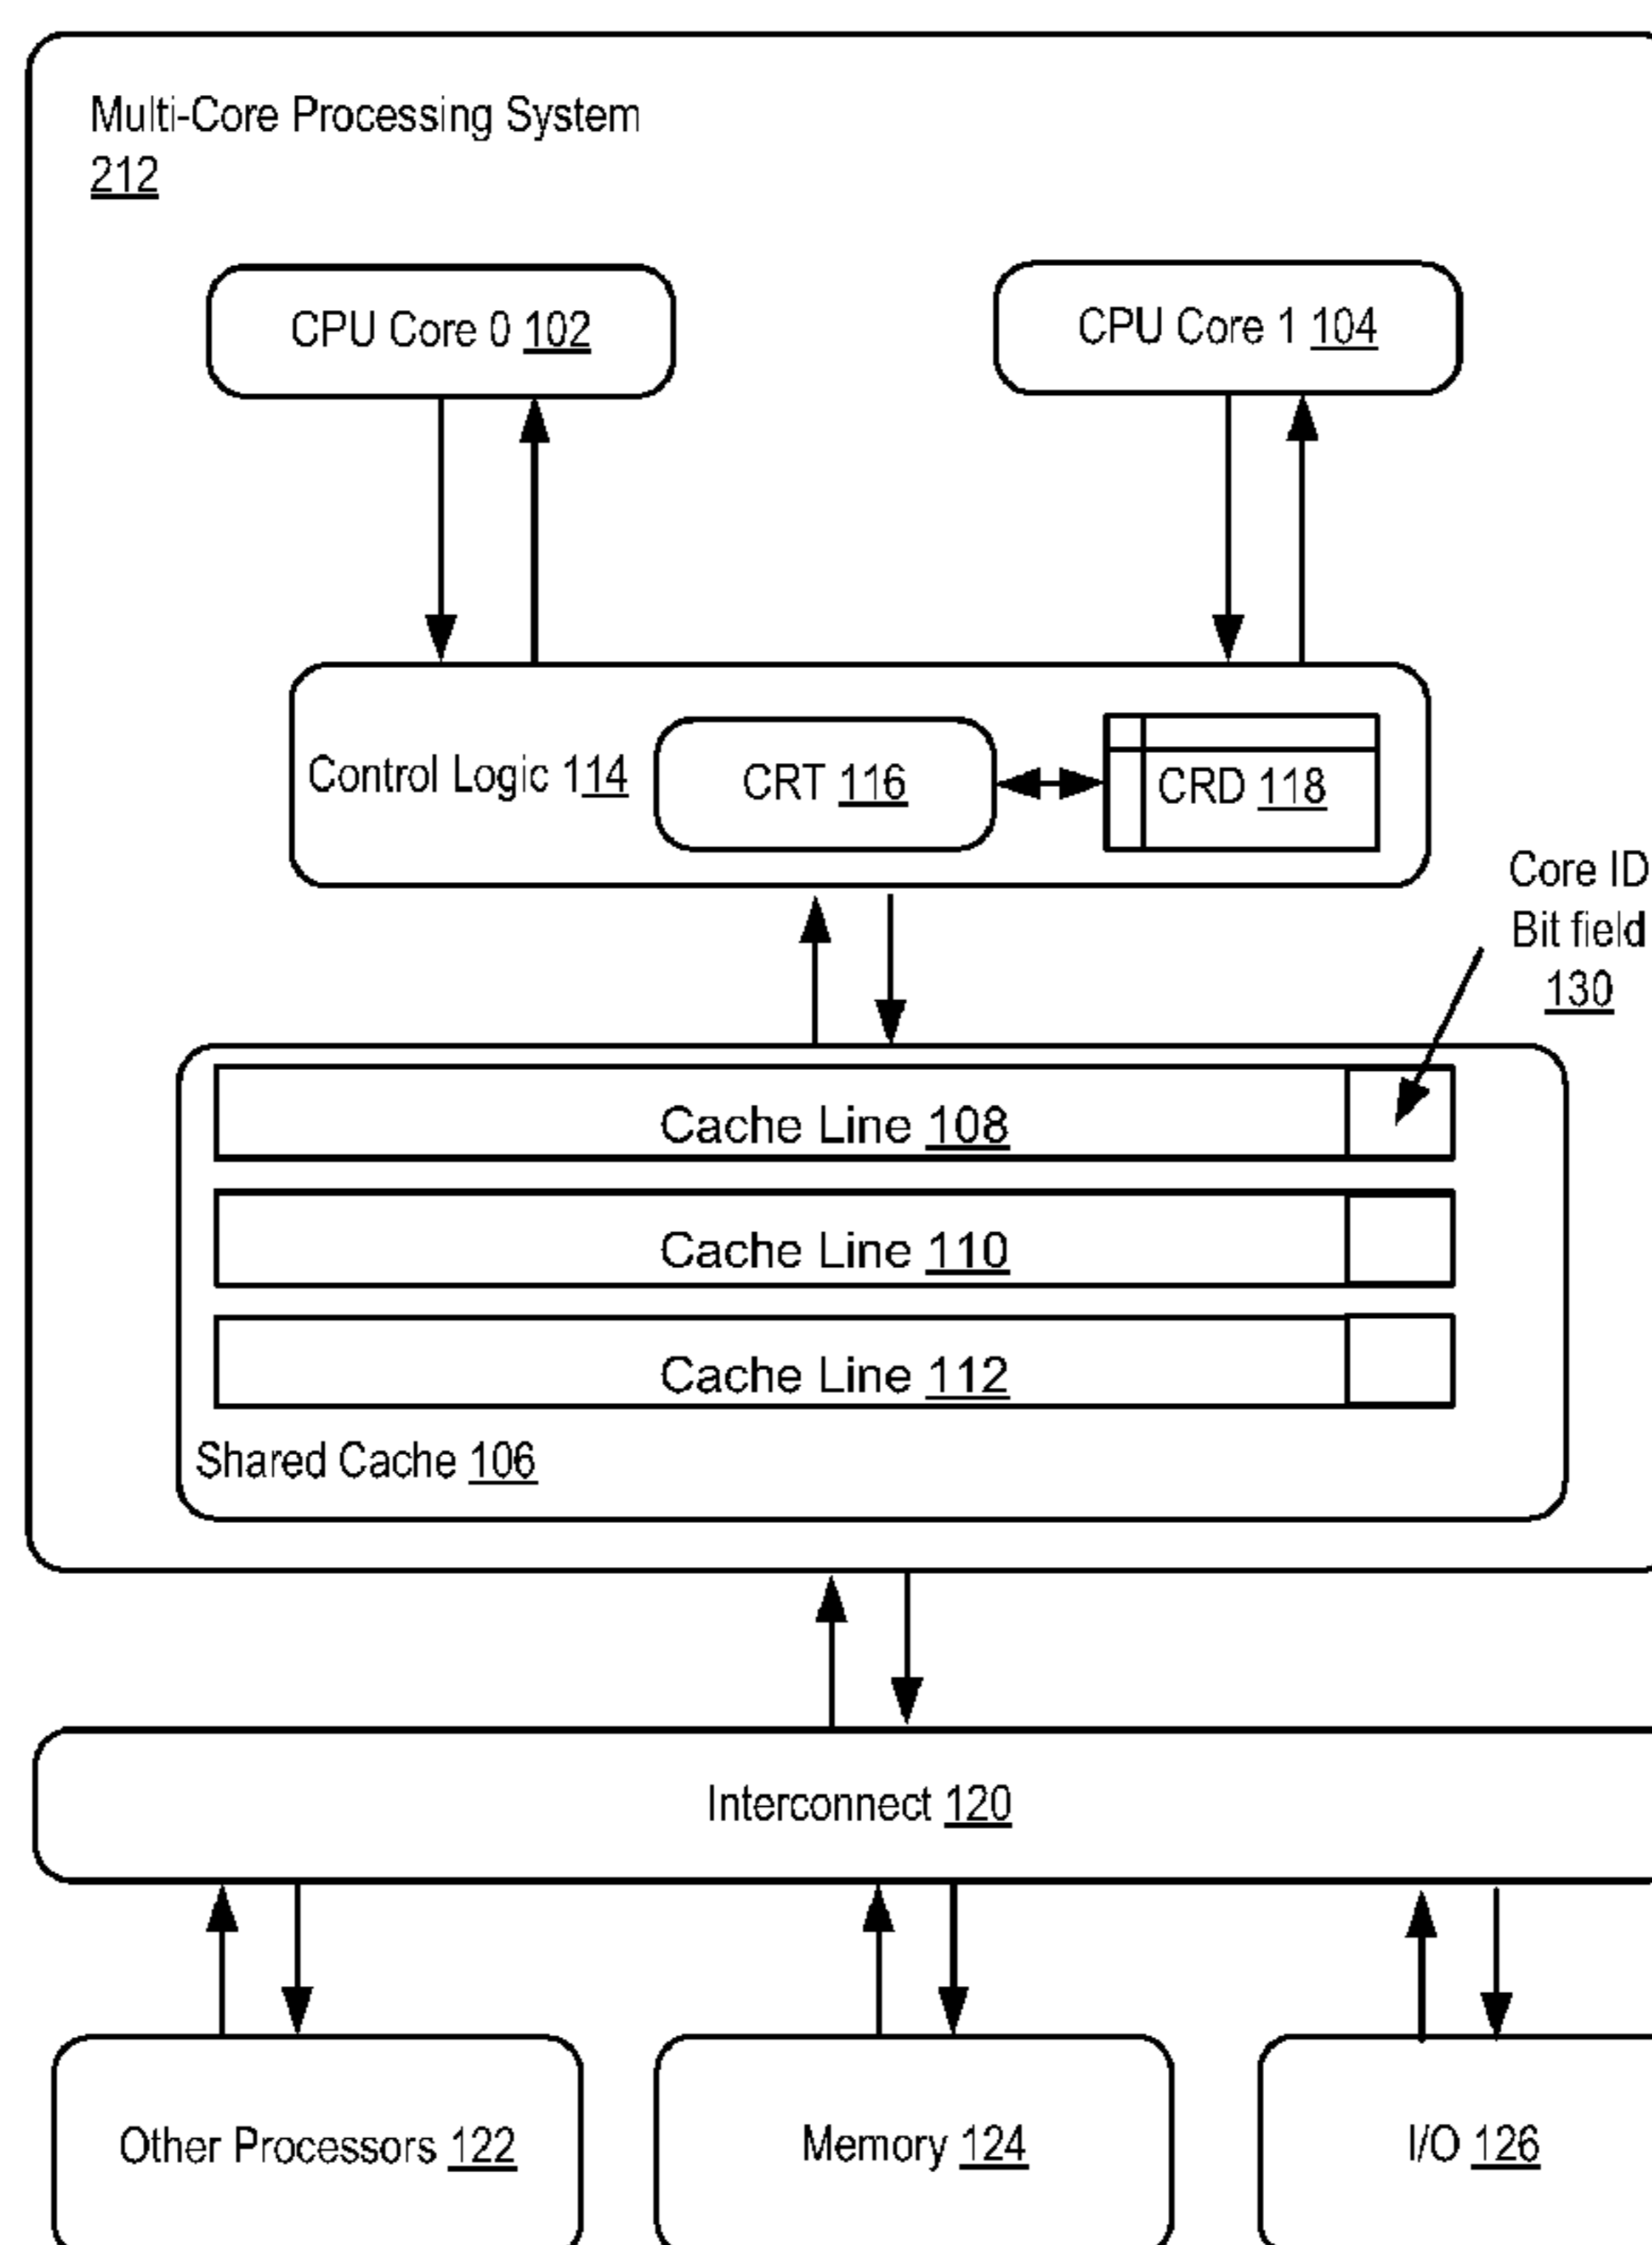 Multi-Core Processing System
212
CPU Core 0 102
CPU Core 1 104
Control Logic 114
CRT 116
CRD 118
Core ID
Bit field
130
Cache Line 108
Cache Line 110
Cache Line 112
Shared Cache 106
Interconnect 120
Other Processors 122
Memory 124
I/O 126